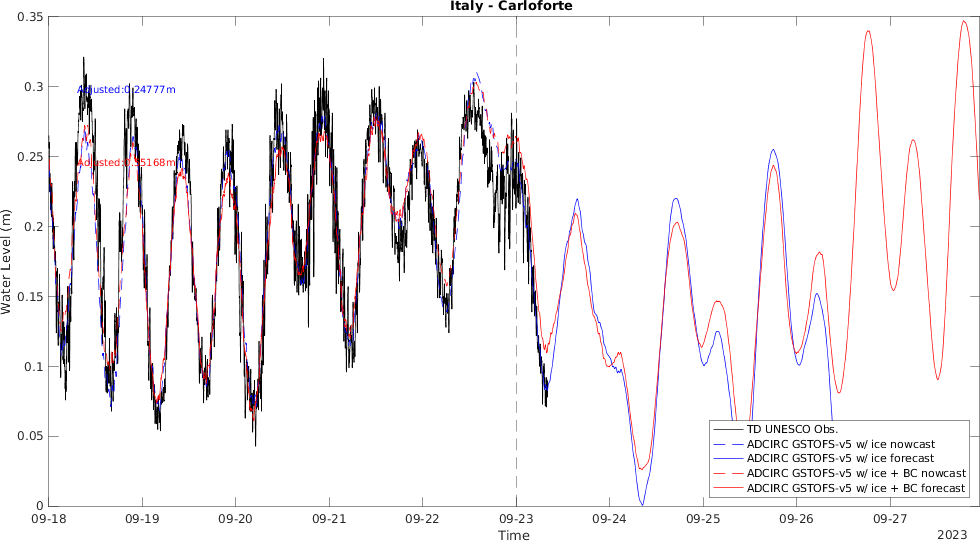 Italy - Carloforte
0.35
0.3
0.25
0.2
0.15
0.1
0.05
0
Water Level (m)
Adjusted:0.24777m
TD UNESCO Obs.
ADCIRC GSTOFS-v5 w/ ice nowcast
ADCIRC GSTOFS-v5 w/ ice forecast
ADCIRC GSTOFS-v5 w/ ice + BC nowcast
ADCIRC GSTOFS-v5 w/ ice + BC forecast
09-18 09-19 09-20 09-21 09-22 09-23 09-24 09-25 09-26 09-27
Time
2023